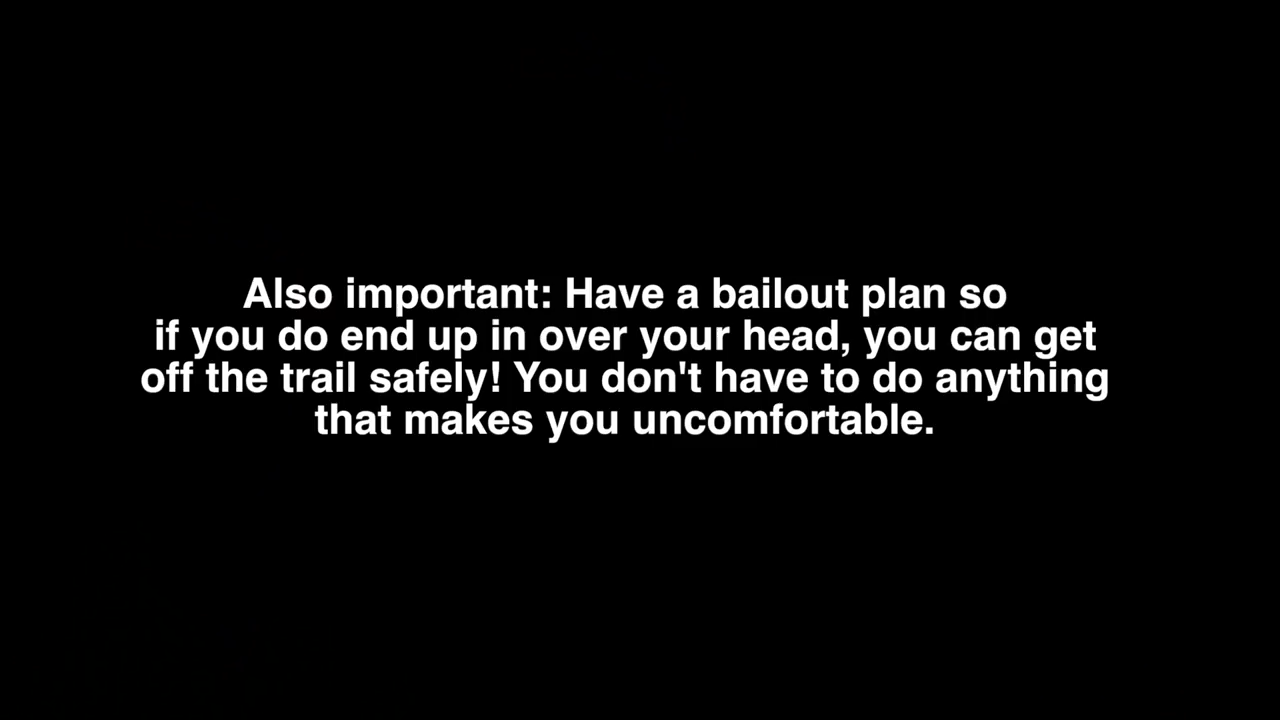 Also important: Have a bailout plan so
if you do end up in over your head, you can get
off the trail safely! You don't have to do anything
that makes you uncomfortable.